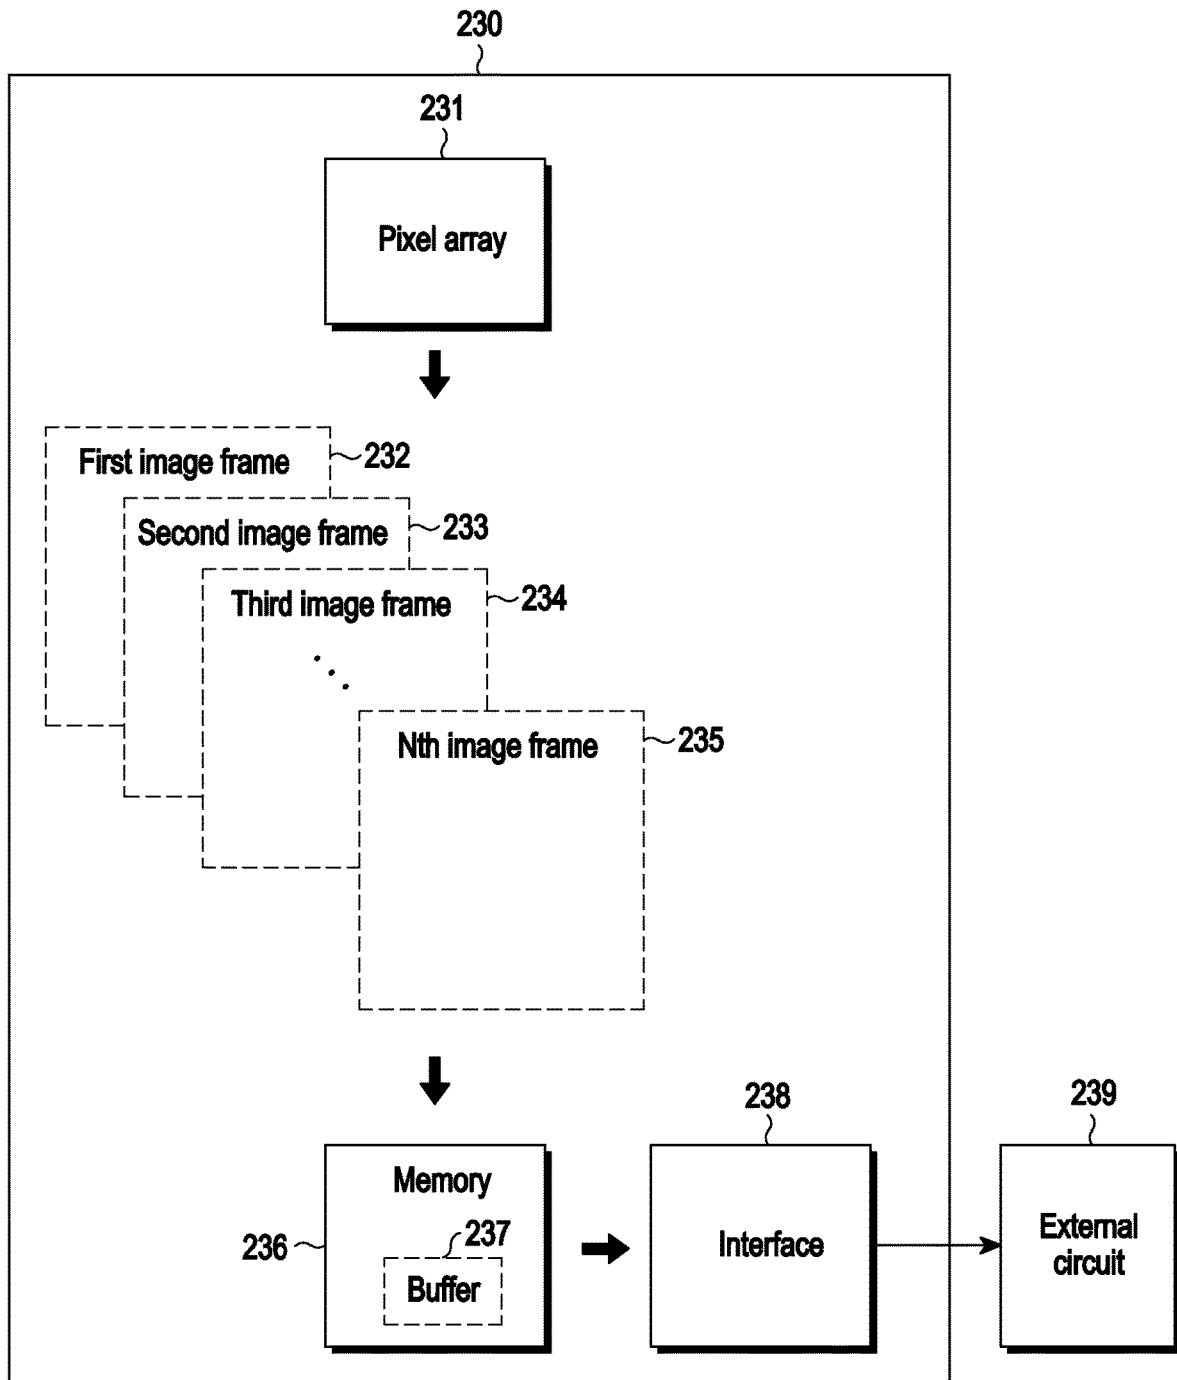 230
231
Pixel array
First image frame
232
Second image frame
233
Third image frame
234
Nth image frame
235
238
239
Memory
236
237
Buffer
Interface
External
circuit